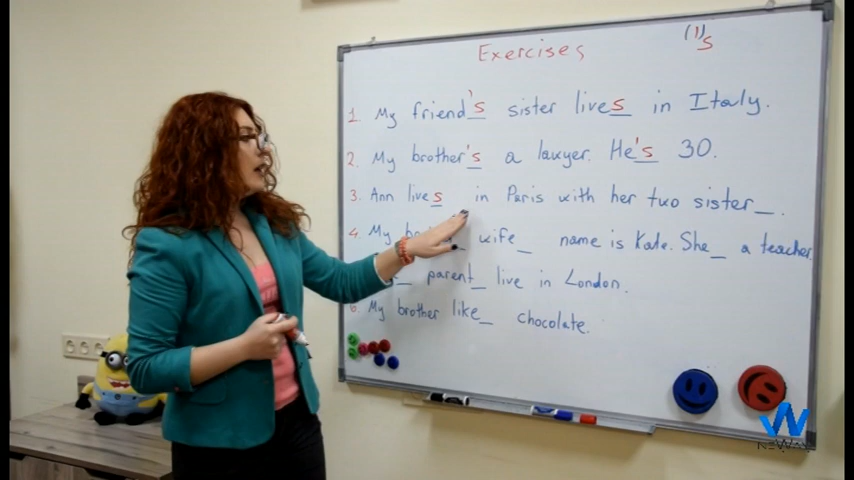 Exercises (')s
1. My friend's sister lives in Italy.
2. My brother's a lawyer. He's 30.
3. Ann lives in Paris with her two sister_.
4. My _ wife_ name is Kate. She_ a teacher.
_ parent_ live in London.
6. My brother like_ chocolate.
NEWAY